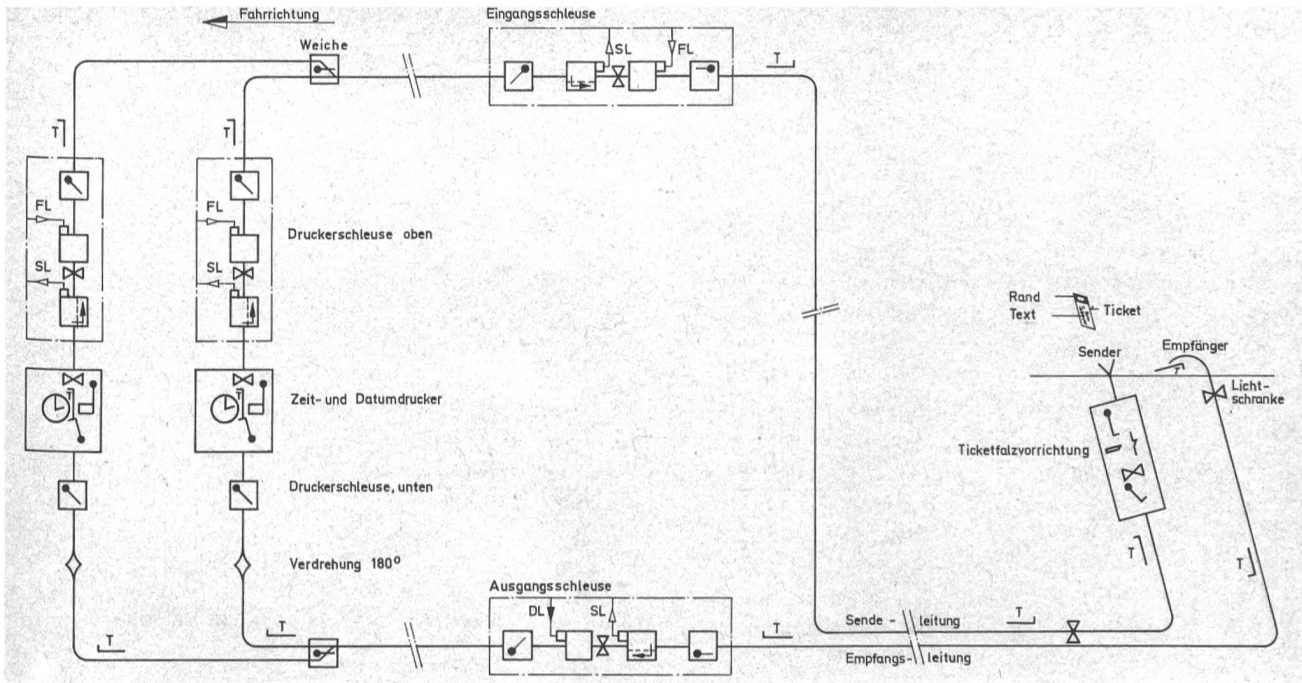 Fahrrichtung
Eingangsschleuse
Weiche
SL
FL
T
T
T
FL
FL
Druckerschleuse oben
SL
SL
Rand
Text
Ticket
Sender
Empfänger
T
Licht-
schranke
T
T
Zeit- und Datumdrucker
Ticketfalzvorrichtung
Druckerschleuse, unten
T
T
Verdrehung 180°
Ausgangsschleuse
DL
SL
T
T
T
T
Sende - leitung
Empfangs- leitung